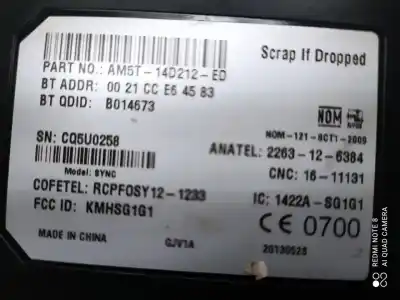 Scrap If Dropped
PART NO.: AM5T-14D212-ED
BT ADDR: 00 21 CC E6 45 83
BT QDID: B014673
NOM
NOM-121-SCT1-2009
SN: CQ5U0258
ANATEL: 2263-12-6384
Model: SYNC
CNC: 16-11131
COFETEL: RCPFOSY12-1233
IC: 1422A-SG1G1
FCC ID: KMHSG1G1
CE 0700
MADE IN CHINA
GJV1A
20130528
REDMI NOTE 8
AI QUAD CAMERA